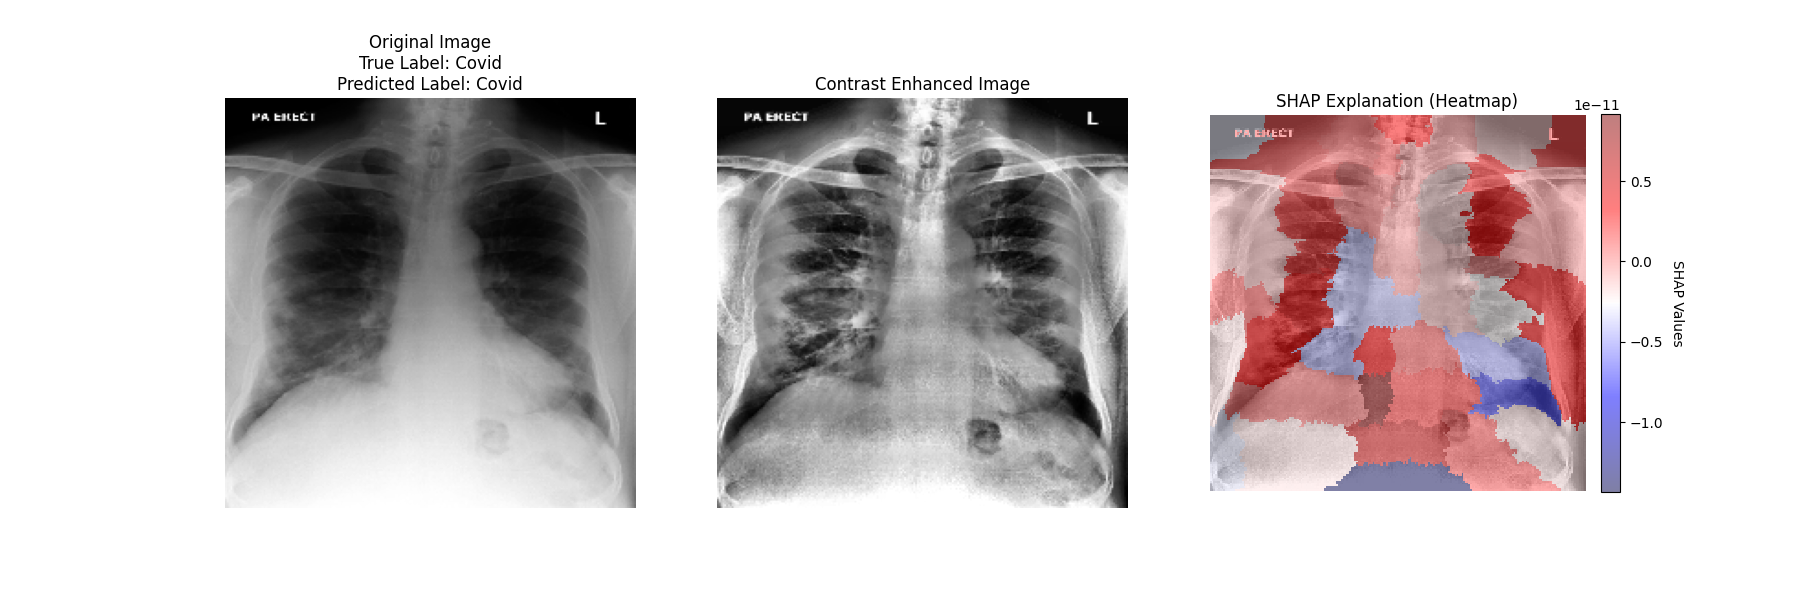 Original Image
True Label: Covid
Predicted Label: Covid
PA ERECT
L
Contrast Enhanced Image
PA ERECT
L
SHAP Explanation (Heatmap)
PA ERECT
L
1e−11
0.5
0.0
−0.5
−1.0
SHAP Values